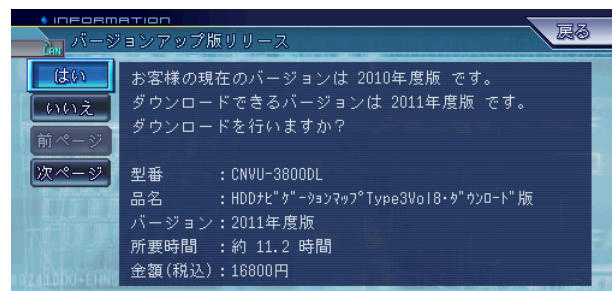 INFORMATION
LAN バージョンアップ版リリース
戻る
はい
いいえ
前ページ
次ページ
お客様の現在のバージョンは 2010年度版 です。
ダウンロードできるバージョンは 2011年度版 です。
ダウンロードを行いますか？
型番 ：CNVU-3800DL
品名 ：HDDﾅﾋﾞｹﾞｰｼｮﾝﾏｯﾌﾟType3Vol8･ﾀﾞｳﾝﾛｰﾄﾞ版
バージョン：2011年度版
所要時間 ：約 11.2 時間
金額(税込)：16800円